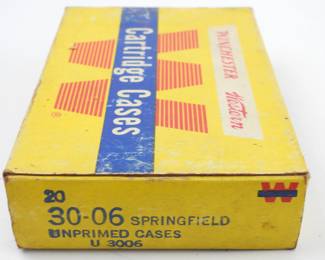 WINCHESTER Western
Cartridge Cases
®
20
30-06 SPRINGFIELD
UNPRIMED CASES
U 3006
W